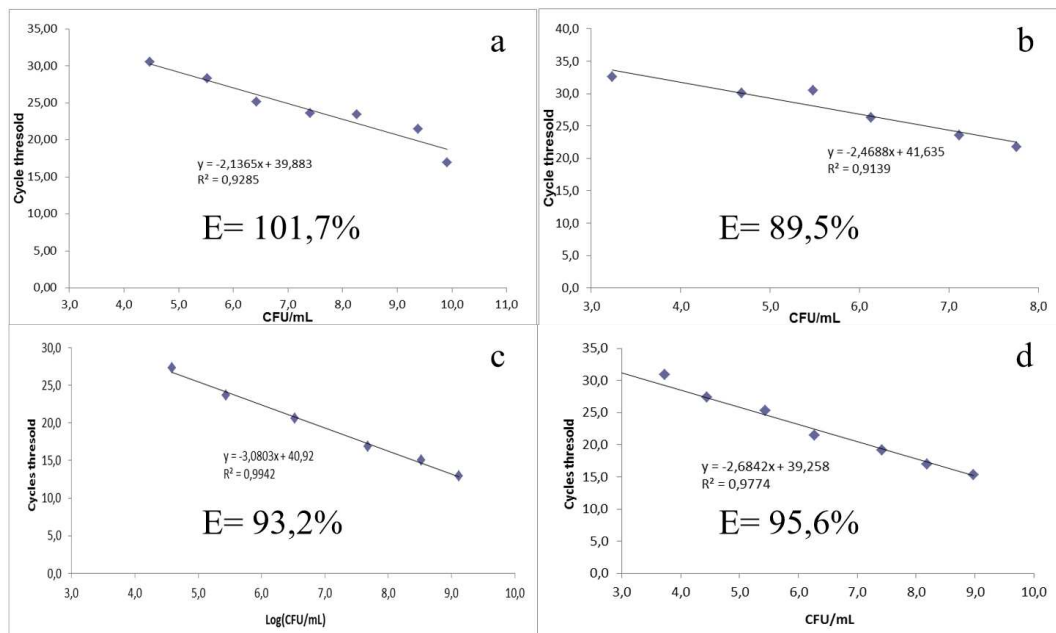 a
35,00
30,00
25,00
20,00
15,00
10,00
5,00
0,00
Cycle thresold
y = -2,1365x + 39,883
R² = 0,9285
E= 101,7%
3,0 4,0 5,0 6,0 7,0 8,0 9,0 10,0 11,0
CFU/mL
b
40,0
35,0
30,0
25,0
20,0
15,0
10,0
5,0
0,0
Cycle thresold
y = -2,4688x + 41,635
R² = 0,9139
E= 89,5%
3,0 4,0 5,0 6,0 7,0 8,0
CFU/mL
c
30,0
25,0
20,0
15,0
10,0
5,0
0,0
Cycles thresold
y = -3,0803x + 40,92
R² = 0,9942
E= 93,2%
3,0 4,0 5,0 6,0 7,0 8,0 9,0 10,0
Log(CFU/mL)
d
35,0
30,0
25,0
20,0
15,0
10,0
5,0
0,0
Cycles thresold
y = -2,6842x + 39,258
R² = 0,9774
E= 95,6%
3,0 4,0 5,0 6,0 7,0 8,0 9,0 10,0
CFU/mL